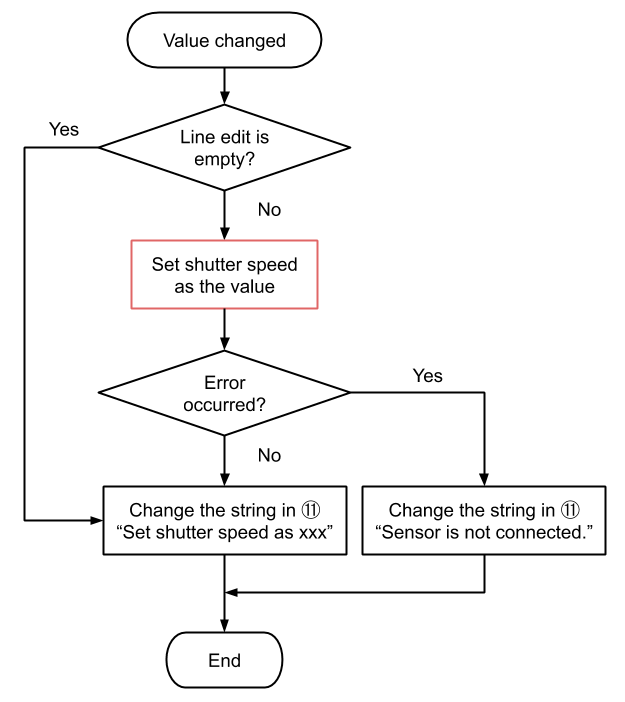 Value changed
Yes
Line edit is
empty?
No
Set shutter speed
as the value
Error
occurred?
Yes
No
Change the string in ⑪
“Set shutter speed as xxx”
Change the string in ⑪
“Sensor is not connected.”
End